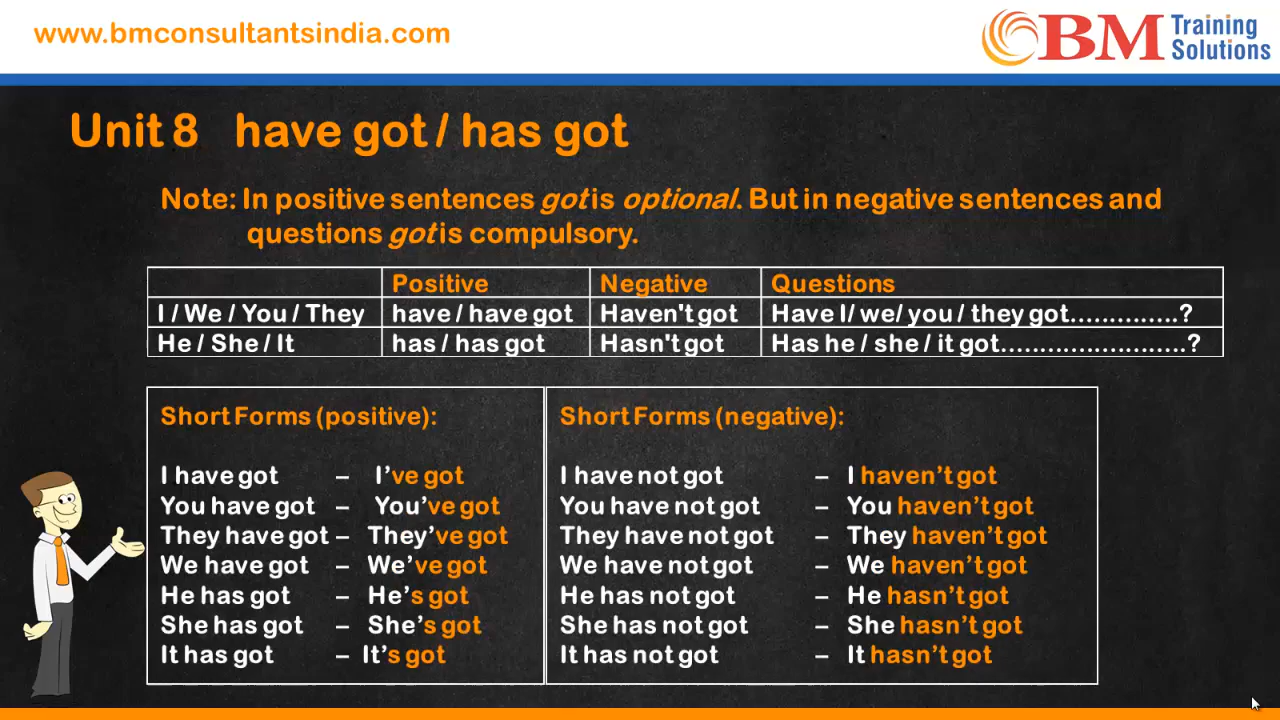 www.bmconsultantsindia.com
BM Training Solutions
Unit 8 have got / has got
Note: In positive sentences got is optional. But in negative sentences and
questions got is compulsory.
Positive Negative Questions
I / We / You / They have / have got Haven't got Have I/ we/ you / they got..............?
He / She / It has / has got Hasn't got Has he / she / it got........................?
Short Forms (positive):
I have got – I’ve got
You have got – You’ve got
They have got – They’ve got
We have got – We’ve got
He has got – He’s got
She has got – She’s got
It has got – It’s got
Short Forms (negative):
I have not got – I haven’t got
You have not got – You haven’t got
They have not got – They haven’t got
We have not got – We haven’t got
He has not got – He hasn’t got
She has not got – She hasn’t got
It has not got – It hasn’t got